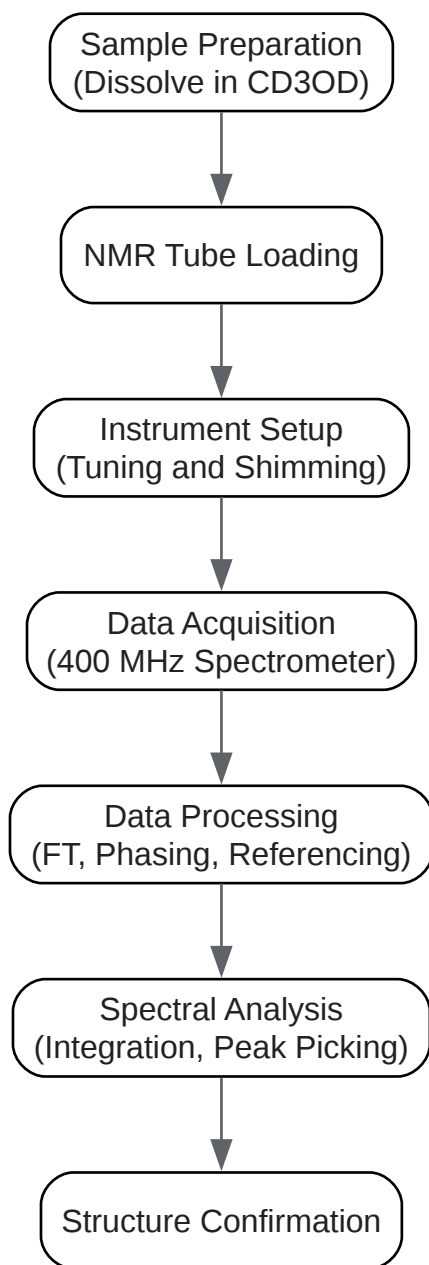 Sample Preparation
(Dissolve in CD3OD)
NMR Tube Loading
Instrument Setup
(Tuning and Shimming)
Data Acquisition
(400 MHz Spectrometer)
Data Processing
(FT, Phasing, Referencing)
Spectral Analysis
(Integration, Peak Picking)
Structure Confirmation